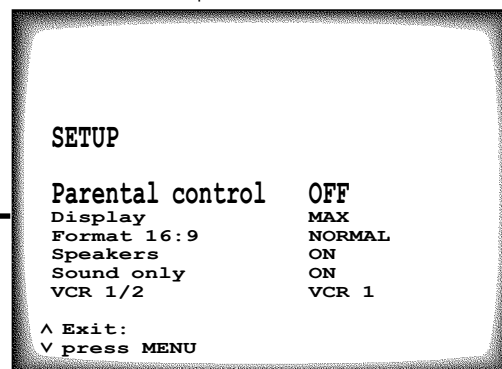 SETUP
Parental control OFF
Display MAX
Format 16:9 NORMAL
Speakers ON
Sound only ON
VCR 1/2 VCR 1
∧ Exit:
∨ press MENU